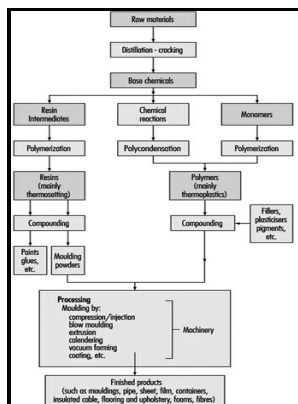 Raw materials
Distillation - cracking
Base chemicals
Resin
Intermediates
Chemical
reactions
Monomers
Polymerization
Polycondensation
Polymerization
Resins
(mainly
thermosetting)
Polymers
(mainly
thermoplastics)
Compounding
Compounding
Fillers,
plasticisers
pigments,
etc.
Paints
glues,
etc.
Moulding
powders
Processing
Moulding by:
compression/injection
blow moulding
extrusion
calendering
vacuum forming
coating, etc.
Machinery
Finished products
(such as mouldings, pipe, sheet, film, containers,
insulated cable, flooring and upholstery, foams, fibres)